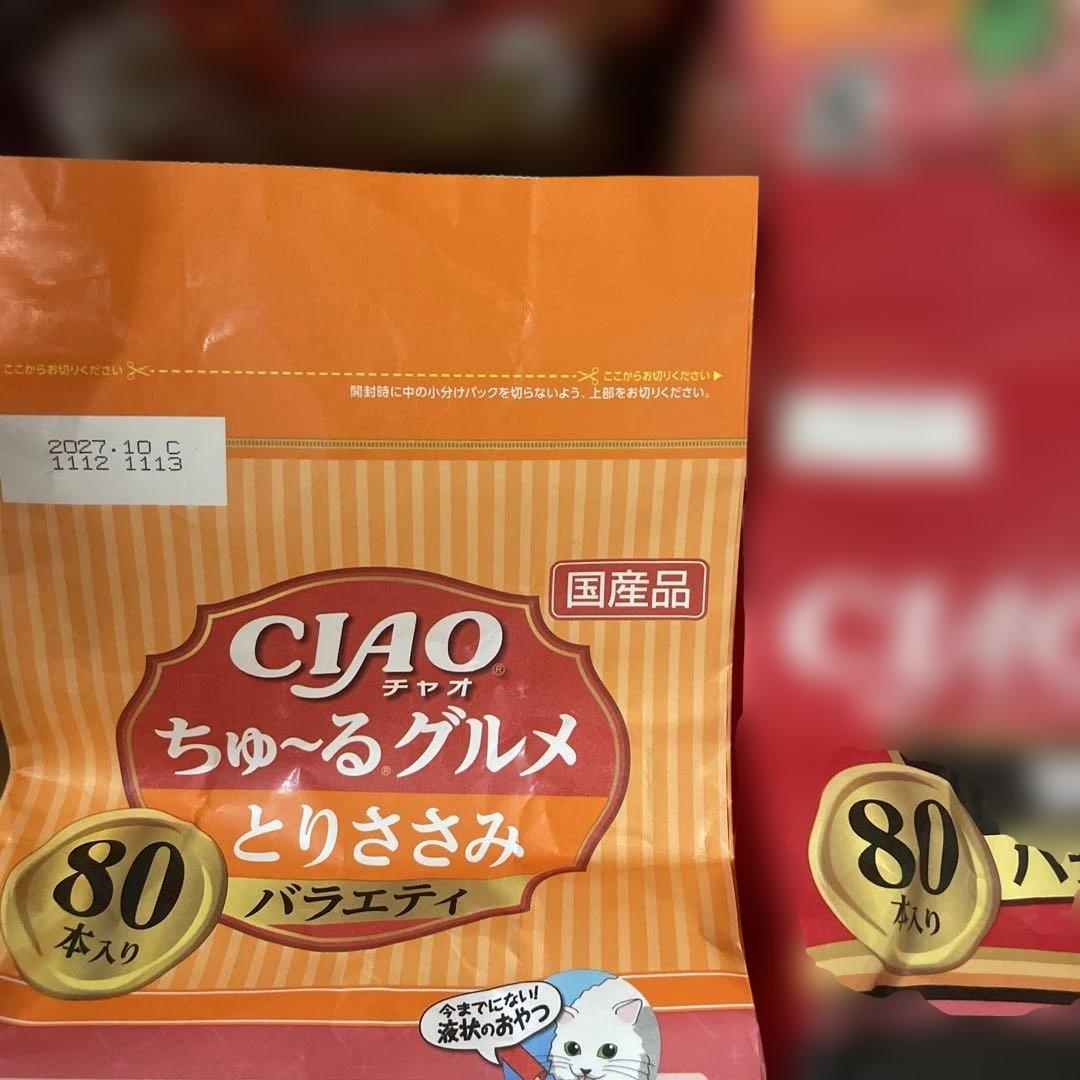 ここからお切りください
ここからお切りください
開封時に中の小分けパックを切らないよう、上部をお切りください。
2027.10 C
1112 1113
国産品
CIAO®
チャオ
ちゅ～る®グルメ
とりささみ
バラエティ
80
本入り
80
本入り
今までにない!
液状のおやつ